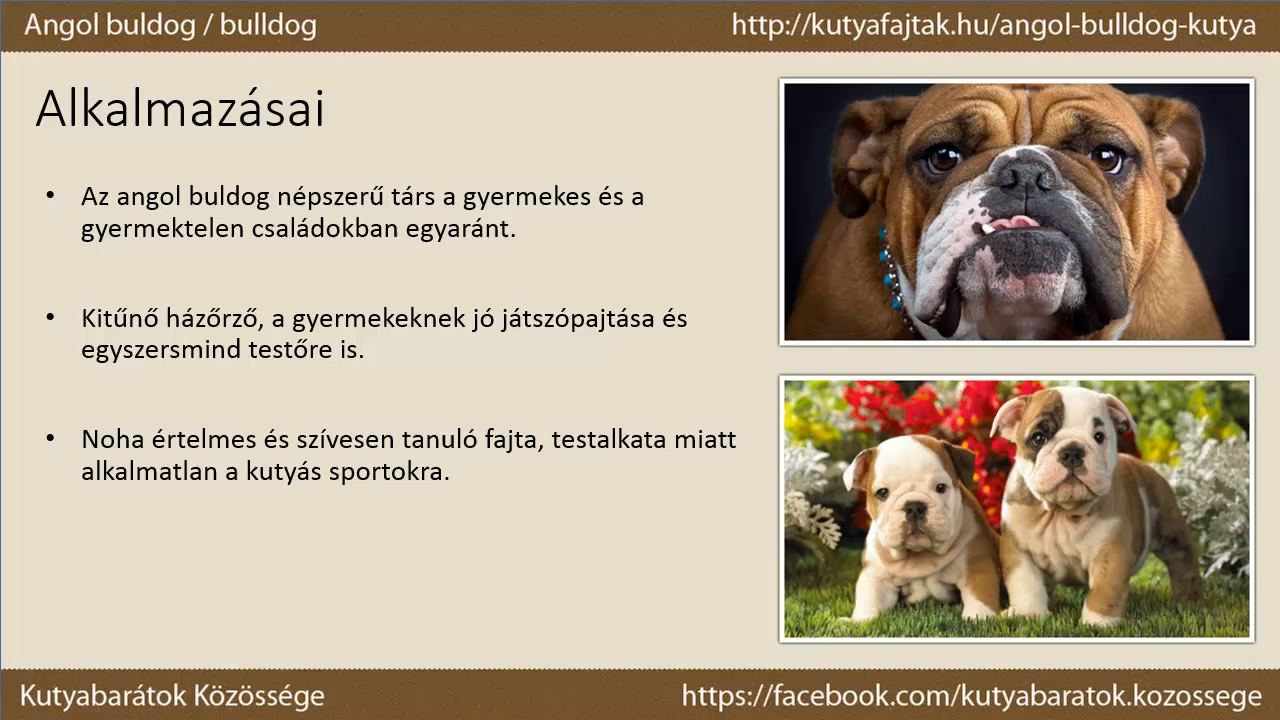 Angol buldog / bulldog
http://kutyafajtak.hu/angol-bulldog-kutya
Alkalmazásai
• Az angol buldog népszerű társ a gyermekes és a
gyermektelen családokban egyaránt.
• Kitűnő házőrző, a gyermekeknek jó játszópajtása és
egyszersmind testőre is.
• Noha értelmes és szívesen tanuló fajta, testalkata miatt
alkalmatlan a kutyás sportokra.
Kutyabarátok Közössége
https://facebook.com/kutyabaratok.kozossege